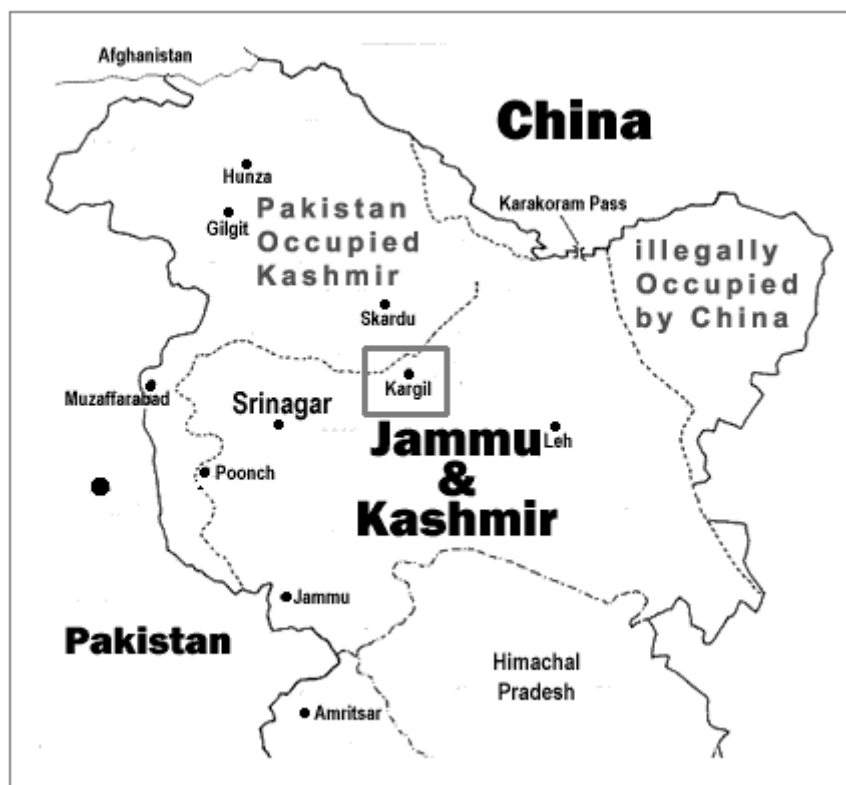 Afghanistan
China
Hunza
Karakoram Pass
Gilgit
Pakistan
Occupied
Kashmir
illegally
Occupied
by China
Skardu
Kargil
Muzaffarabad
Srinagar
Jammu
&
Kashmir
Leh
Poonch
Jammu
Pakistan
Himachal
Pradesh
Amritsar